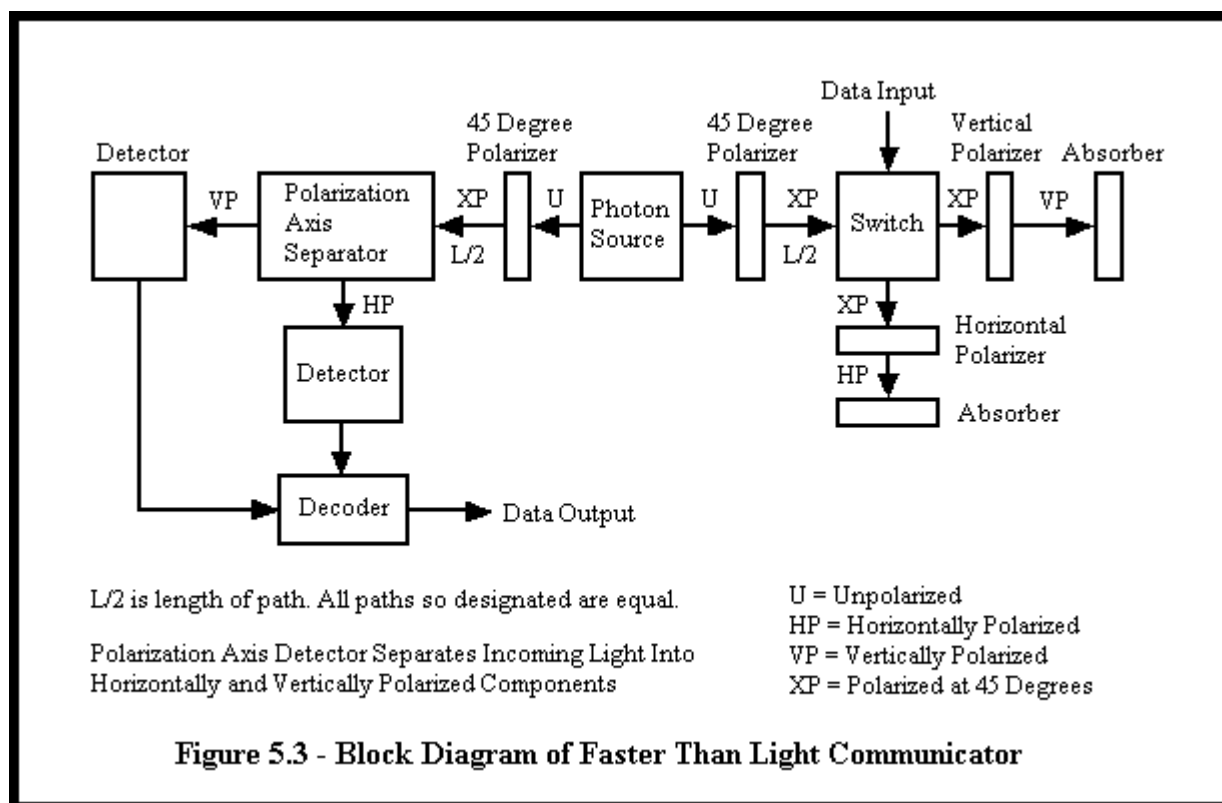 Data Input
45 Degree
Polarizer
45 Degree
Polarizer
Vertical
Polarizer
Absorber
Detector
VP
Polarization
Axis
Separator
XP
L/2
U
Photon
Source
U
XP
L/2
Switch
XP
VP
HP
XP
Horizontal
Polarizer
Detector
HP
Absorber
Decoder
Data Output
L/2 is length of path. All paths so designated are equal.
Polarization Axis Detector Separates Incoming Light Into
Horizontally and Vertically Polarized Components
U = Unpolarized
HP = Horizontally Polarized
VP = Vertically Polarized
XP = Polarized at 45 Degrees
Figure 5.3 - Block Diagram of Faster Than Light Communicator